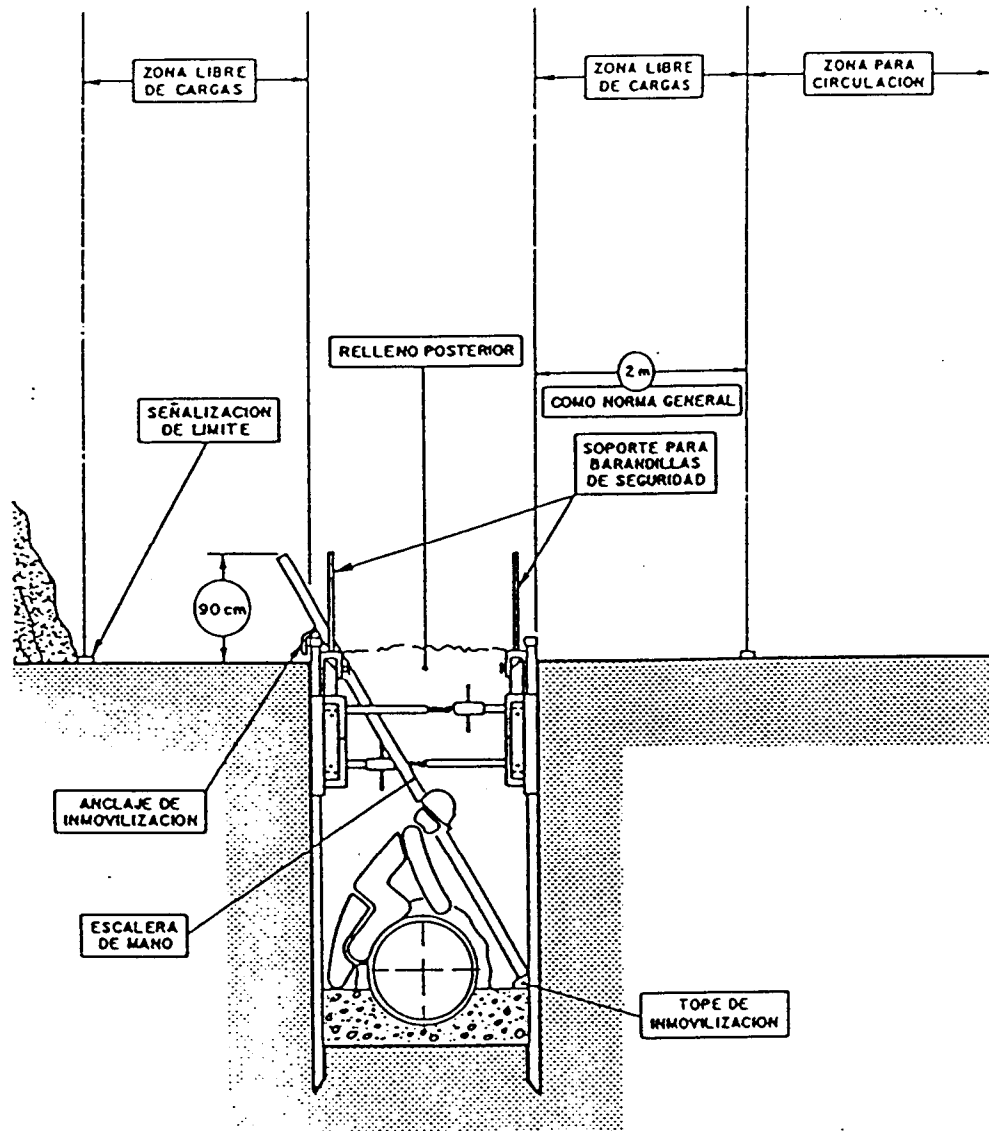 ZONA LIBRE
DE CARGAS
ZONA LIBRE
DE CARGAS
ZONA PARA
CIRCULACION
RELLENO POSTERIOR
2 m
COMO NORMA GENERAL
SEÑALIZACION
DE LIMITE
SOPORTE PARA
BARANDILLAS
DE SEGURIDAD
90 cm
ANCLAJE DE
INMOVILIZACION
ESCALERA
DE MANO
TOPE DE
INMOVILIZACION